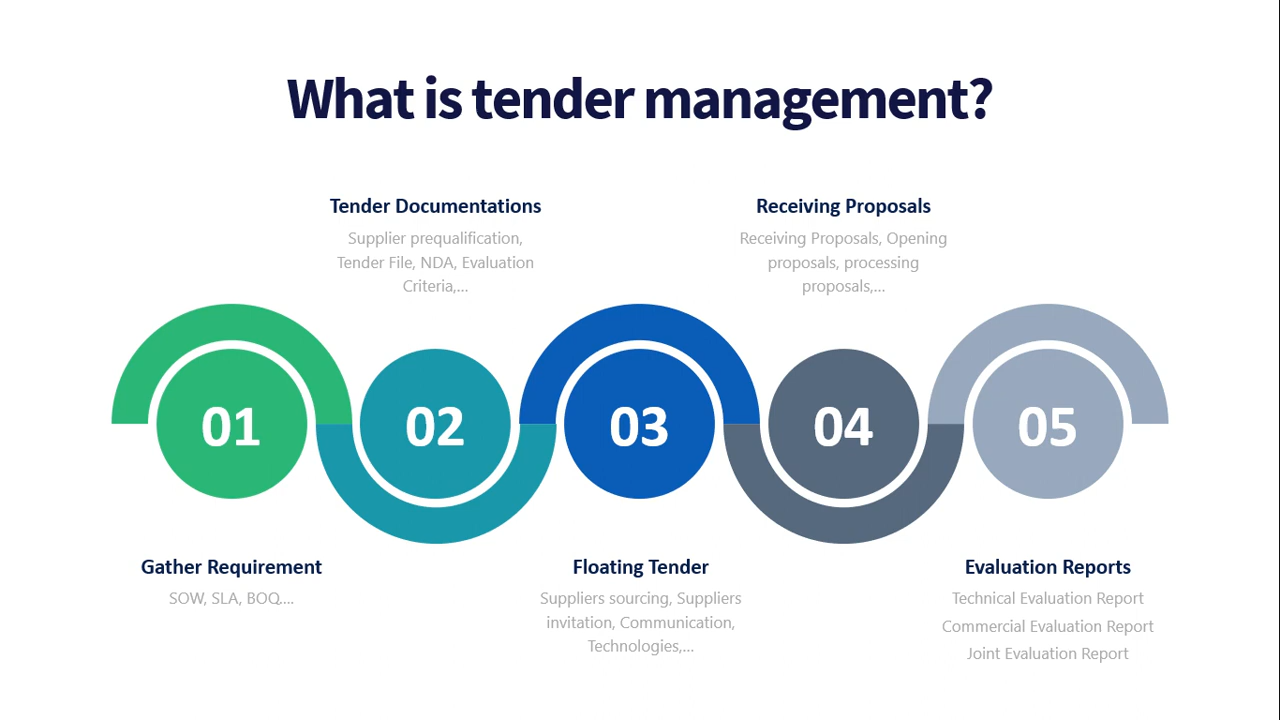 What is tender management?
Tender Documentations
Supplier prequalification,
Tender File, NDA, Evaluation
Criteria,...
Receiving Proposals
Receiving Proposals, Opening
proposals, processing
proposals,...
01
02
03
04
05
Gather Requirement
SOW, SLA, BOQ,...
Floating Tender
Suppliers sourcing, Suppliers
invitation, Communication,
Technologies,...
Evaluation Reports
Technical Evaluation Report
Commercial Evaluation Report
Joint Evaluation Report